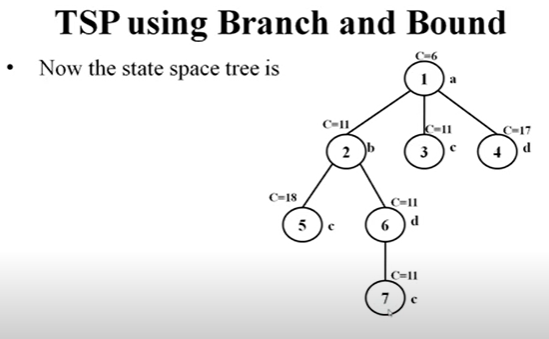 TSP using Branch and Bound
• Now the state space tree is
C=6
1 a
C=11 C=11 C=17
2 b 3 c 4 d
C=18 C=11
5 c 6 d
C=11
7 c